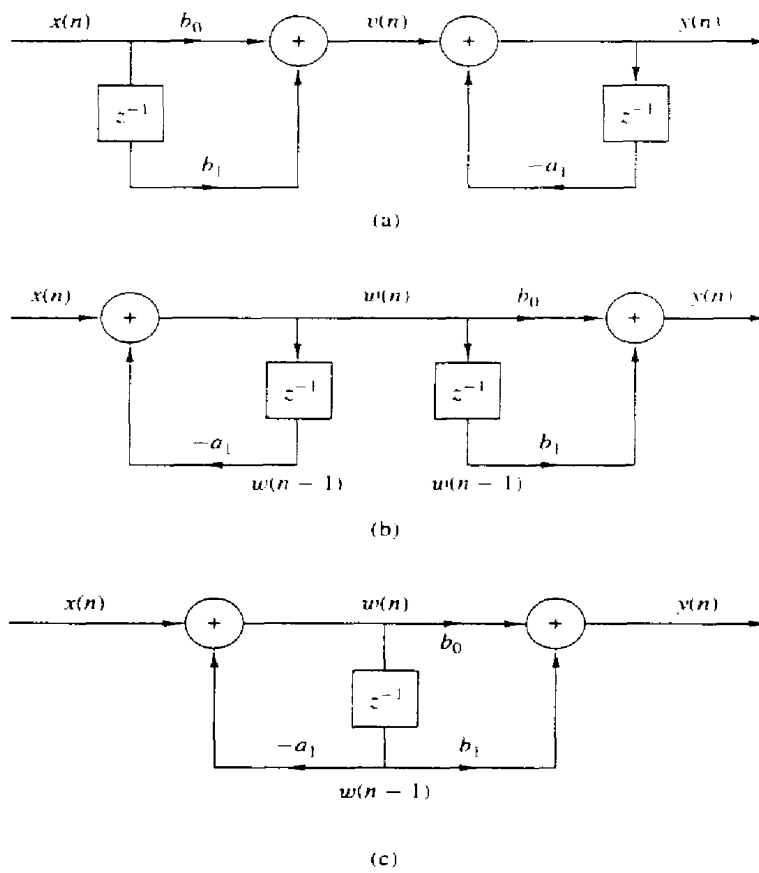 x(n) b₀ + v(n) + y(n)
z⁻¹ z⁻¹
b₁ −a₁
(a)
x(n) + w(n) b₀ + y(n)
z⁻¹ z⁻¹
−a₁ b₁
w(n − 1) w(n − 1)
(b)
x(n) + w(n) + y(n)
b₀
z⁻¹
−a₁ b₁
w(n − 1)
(c)